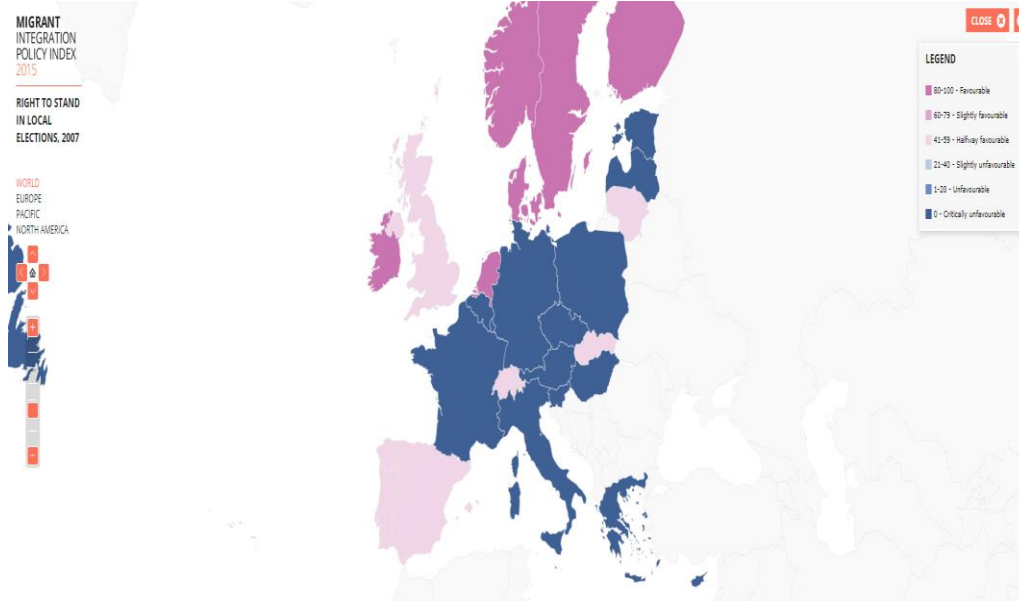 MIGRANT
INTEGRATION
POLICY INDEX
2015
RIGHT TO STAND
IN LOCAL
ELECTIONS, 2007
WORLD
EUROPE
PACIFIC
NORTH AMERICA
CLOSE
LEGEND
80-100 - Favourable
60-79 - Slightly favourable
41-59 - Halfway favourable
21-40 - Slightly unfavourable
1-20 - Unfavourable
0 - Critically unfavourable